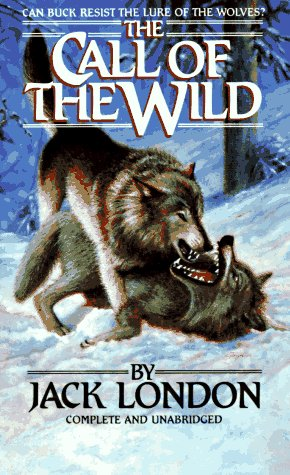 CAN BUCK RESIST THE LURE OF THE WOLVES?
THE
CALL OF
THE WILD
BY
JACK LONDON
COMPLETE AND UNABRIDGED